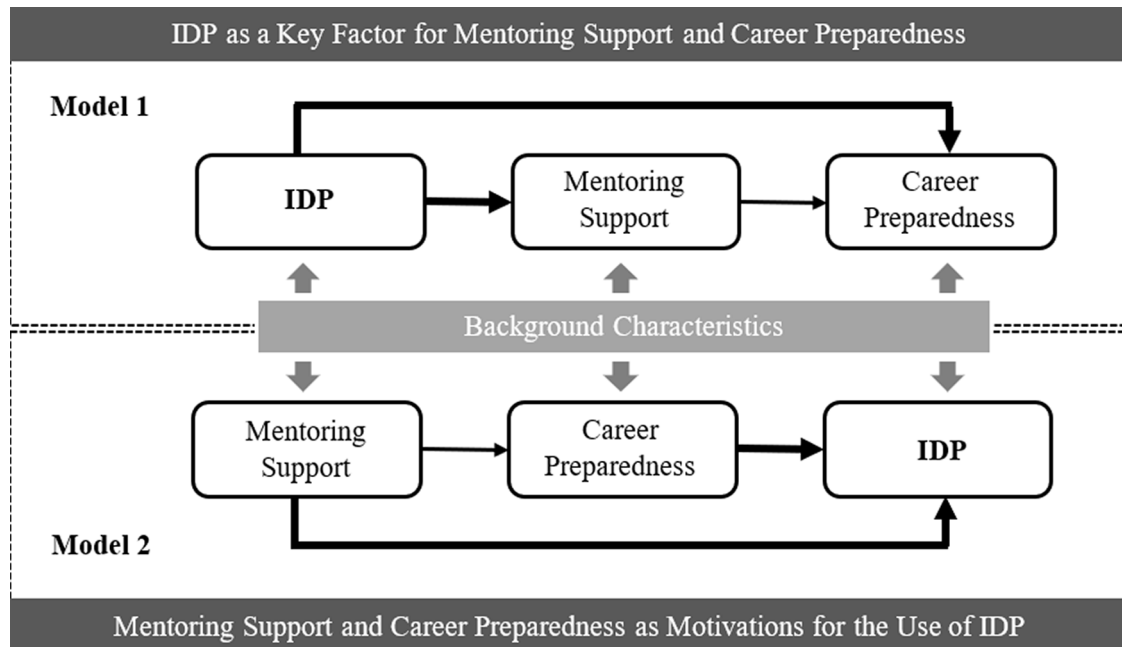 IDP as a Key Factor for Mentoring Support and Career Preparedness
Model 1
IDP
Mentoring
Support
Career
Preparedness
Background Characteristics
Mentoring
Support
Career
Preparedness
IDP
Model 2
Mentoring Support and Career Preparedness as Motivations for the Use of IDP